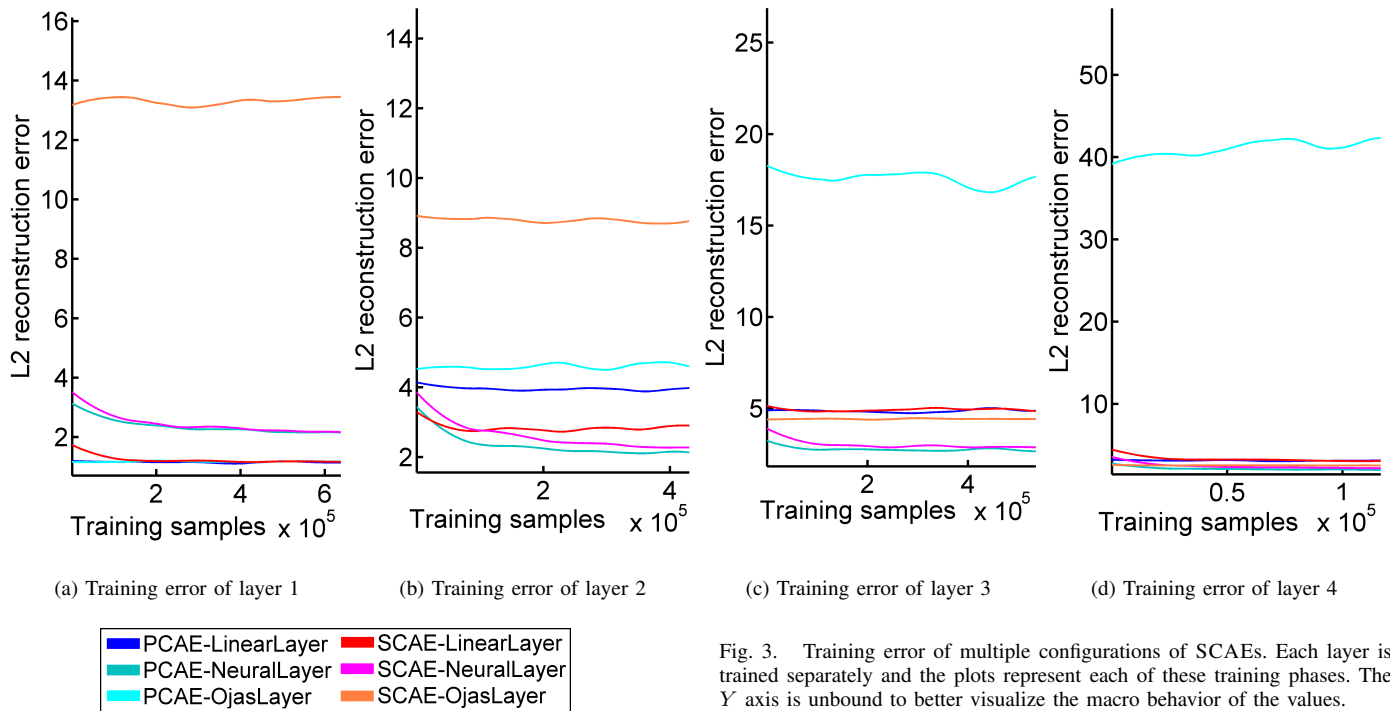 16
14
12
10
8
6
4
2
L2 reconstruction error
2 4 6
Training samples x 10^5
14
12
10
8
6
4
2
L2 reconstruction error
2 4
Training samples x 10^5
25
20
15
10
5
L2 reconstruction error
2 4
Training samples x 10^5
50
40
30
20
10
L2 reconstruction error
0.5 1
Training samples x 10^5
(a) Training error of layer 1
(b) Training error of layer 2
(c) Training error of layer 3
(d) Training error of layer 4
PCAE-LinearLayer SCAE-LinearLayer
PCAE-NeuralLayer SCAE-NeuralLayer
PCAE-OjasLayer SCAE-OjasLayer
Fig. 3. Training error of multiple configurations of SCAEs. Each layer is
trained separately and the plots represent each of these training phases. The
Y axis is unbound to better visualize the macro behavior of the values.